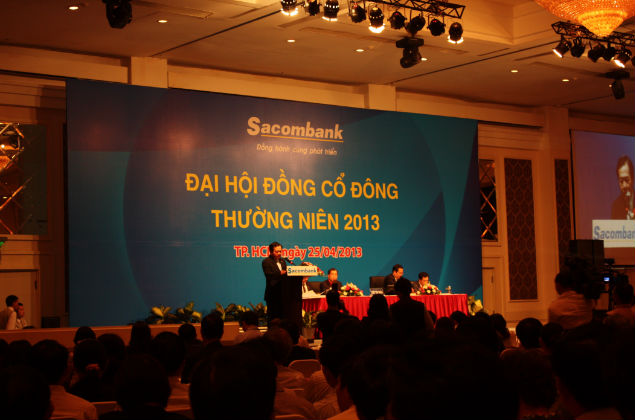 Sacombank
Đồng hành cùng phát triển
ĐẠI HỘI ĐỒNG CỔ ĐÔNG
THƯỜNG NIÊN 2013
TP. HCM, ngày 25/04/2013
Sacombank
Sacombank